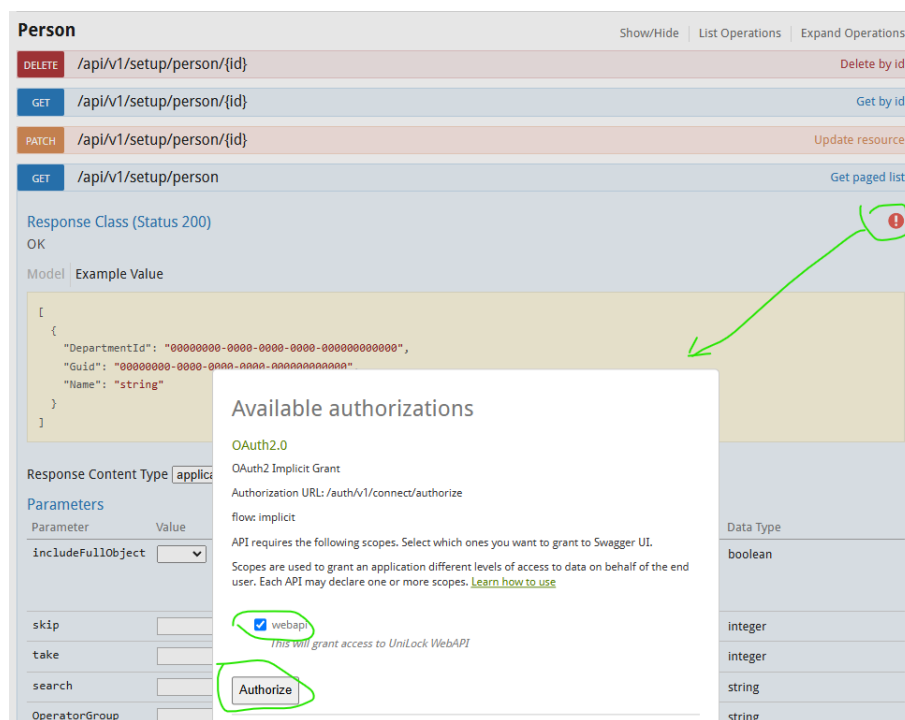 Person
Show/Hide List Operations Expand Operations
DELETE /api/v1/setup/person/{id} Delete by id
GET /api/v1/setup/person/{id} Get by id
PATCH /api/v1/setup/person/{id} Update resource
GET /api/v1/setup/person Get paged list
Response Class (Status 200)
OK
Model Example Value
[
{
"DepartmentId": "00000000-0000-0000-0000-000000000000",
"Guid": "00000000-0000-0000-0000-000000000000",
"Name": "string"
}
]
Response Content Type applica
Parameters
Parameter Value Data Type
includeFullObject boolean
skip integer
take integer
search string
OperatorGroup string
Available authorizations
OAuth2.0
OAuth2 Implicit Grant
Authorization URL: /auth/v1/connect/authorize
flow: implicit
API requires the following scopes. Select which ones you want to grant to Swagger UI.
Scopes are used to grant an application different levels of access to data on behalf of the end
user. Each API may declare one or more scopes. Learn how to use
webapi
This will grant access to UniLock WebAPI
Authorize